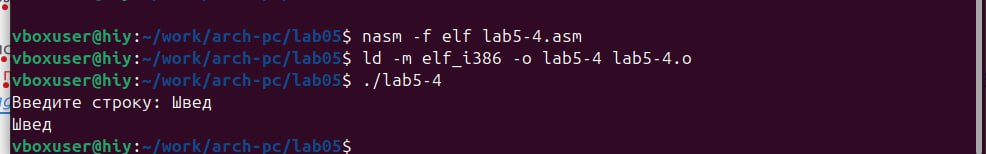 vboxuser@hiy:~/work/arch-pc/lab05$ nasm -f elf lab5-4.asm
vboxuser@hiy:~/work/arch-pc/lab05$ ld -m elf_i386 -o lab5-4 lab5-4.o
vboxuser@hiy:~/work/arch-pc/lab05$ ./lab5-4
Введите строку: Швед
Швед
vboxuser@hiy:~/work/arch-pc/lab05$